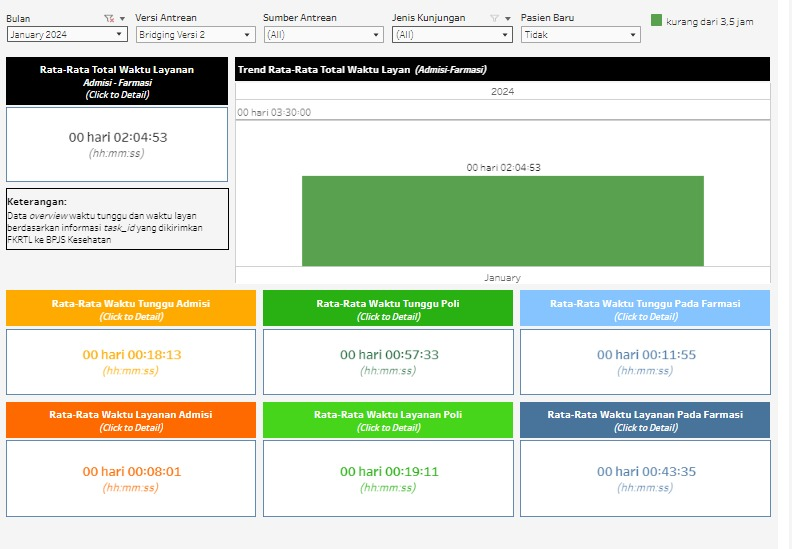 Bulan
Versi Antrean
Sumber Antrean
Jenis Kunjungan
Pasien Baru
January 2024
Bridging Versi 2
(All)
(All)
Tidak
kurang dari 3,5 jam
Rata-Rata Total Waktu Layanan
Admisi - Farmasi
(Click to Detail)
00 hari 02:04:53
(hh:mm:ss)
Keterangan:
Data overview waktu tunggu dan waktu layan
berdasarkan informasi task_id yang dikirimkan
FKRTL ke BPJS Kesehatan
Trend Rata-Rata Total Waktu Layan (Admisi-Farmasi)
2024
00 hari 03:30:00
00 hari 02:04:53
January
Rata-Rata Waktu Tunggu Admisi
(Click to Detail)
00 hari 00:18:13
(hh:mm:ss)
Rata-Rata Waktu Tunggu Poli
(Click to Detail)
00 hari 00:57:33
(hh:mm:ss)
Rata-Rata Waktu Tunggu Pada Farmasi
(Click to Detail)
00 hari 00:11:55
(hh:mm:ss)
Rata-Rata Waktu Layanan Admisi
(Click to Detail)
00 hari 00:08:01
(hh:mm:ss)
Rata-Rata Waktu Layanan Poli
(Click to Detail)
00 hari 00:19:11
(hh:mm:ss)
Rata-Rata Waktu Layanan Pada Farmasi
(Click to Detail)
00 hari 00:43:35
(hh:mm:ss)